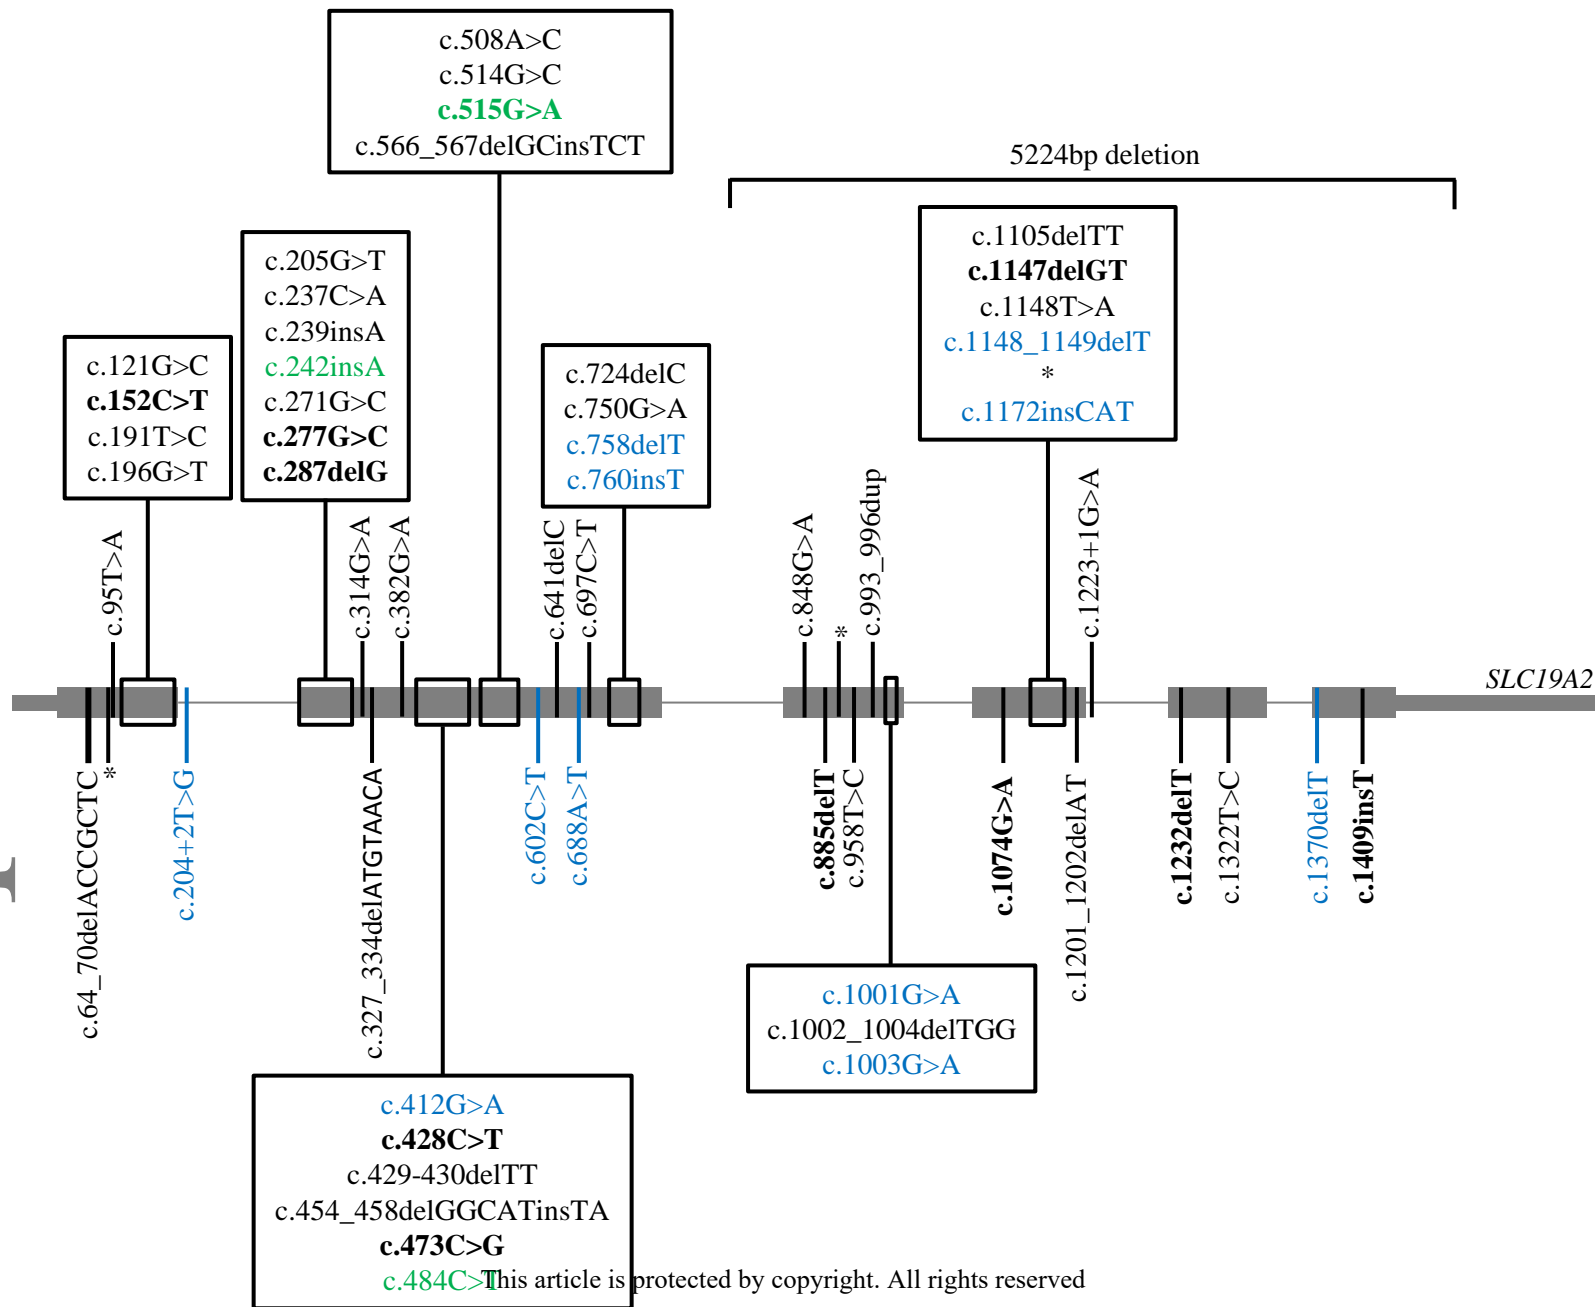 c.508A>C
c.514G>C
c.515G>A
c.566_567delGCinsTCT
5224bp deletion
c.205G>T
c.237C>A
c.239insA
c.242insA
c.271G>C
c.277G>C
c.287delG
c.1105delTT
c.1147delGT
c.1148T>A
c.1148_1149delT
*
c.1172insCAT
c.121G>C
c.152C>T
c.191T>C
c.196G>T
c.724delC
c.750G>A
c.758delT
c.760insT
c.95T>A
c.314G>A
c.382G>A
c.641delC
c.697C>T
c.848G>A
*
c.993_996dup
c.1223+1G>A
SLC19A2
c.64_70delACCGCTC
*
c.204+2T>G
c.327_334delATGTAACA
c.602C>T
c.688A>T
c.885delT
c.958T>C
c.1074G>A
c.1201_1202delAT
c.1232delT
c.1322T>C
c.1370delT
c.1409insT
c.1001G>A
c.1002_1004delTGG
c.1003G>A
c.412G>A
c.428C>T
c.429-430delTT
c.454_458delGGCATinsTA
c.473C>G
c.484C>T
This article is protected by copyright. All rights reserved